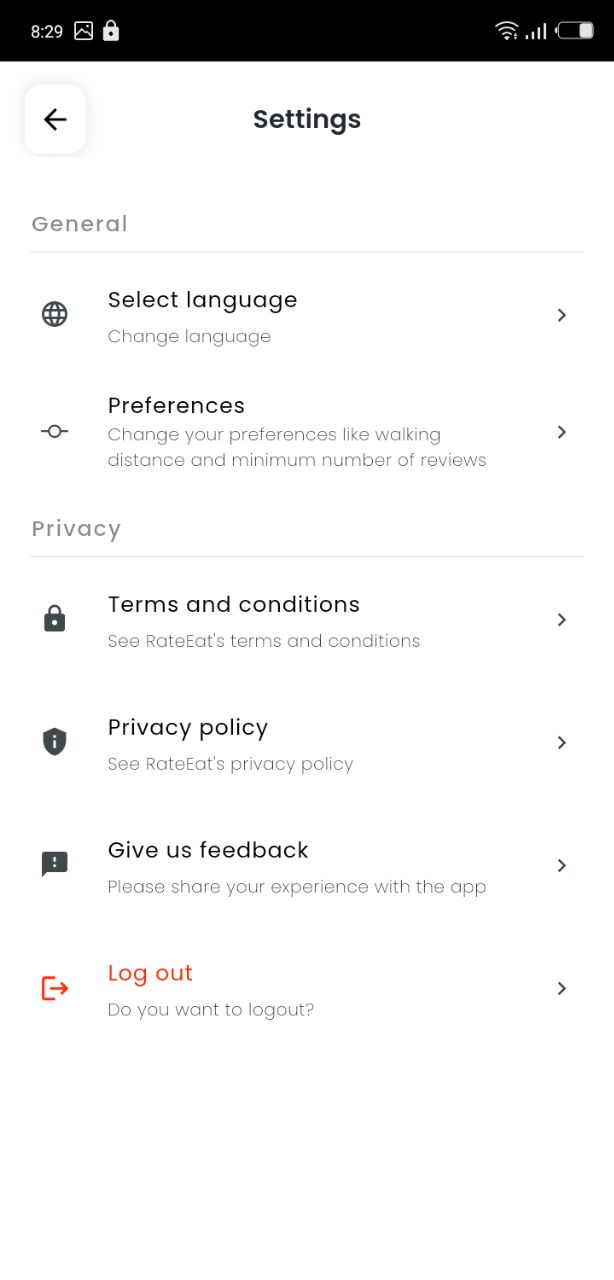 8:29
Settings
General
Select language
Change language
Preferences
Change your preferences like walking
distance and minimum number of reviews
Privacy
Terms and conditions
See RateEat's terms and conditions
Privacy policy
See RateEat's privacy policy
Give us feedback
Please share your experience with the app
Log out
Do you want to logout?